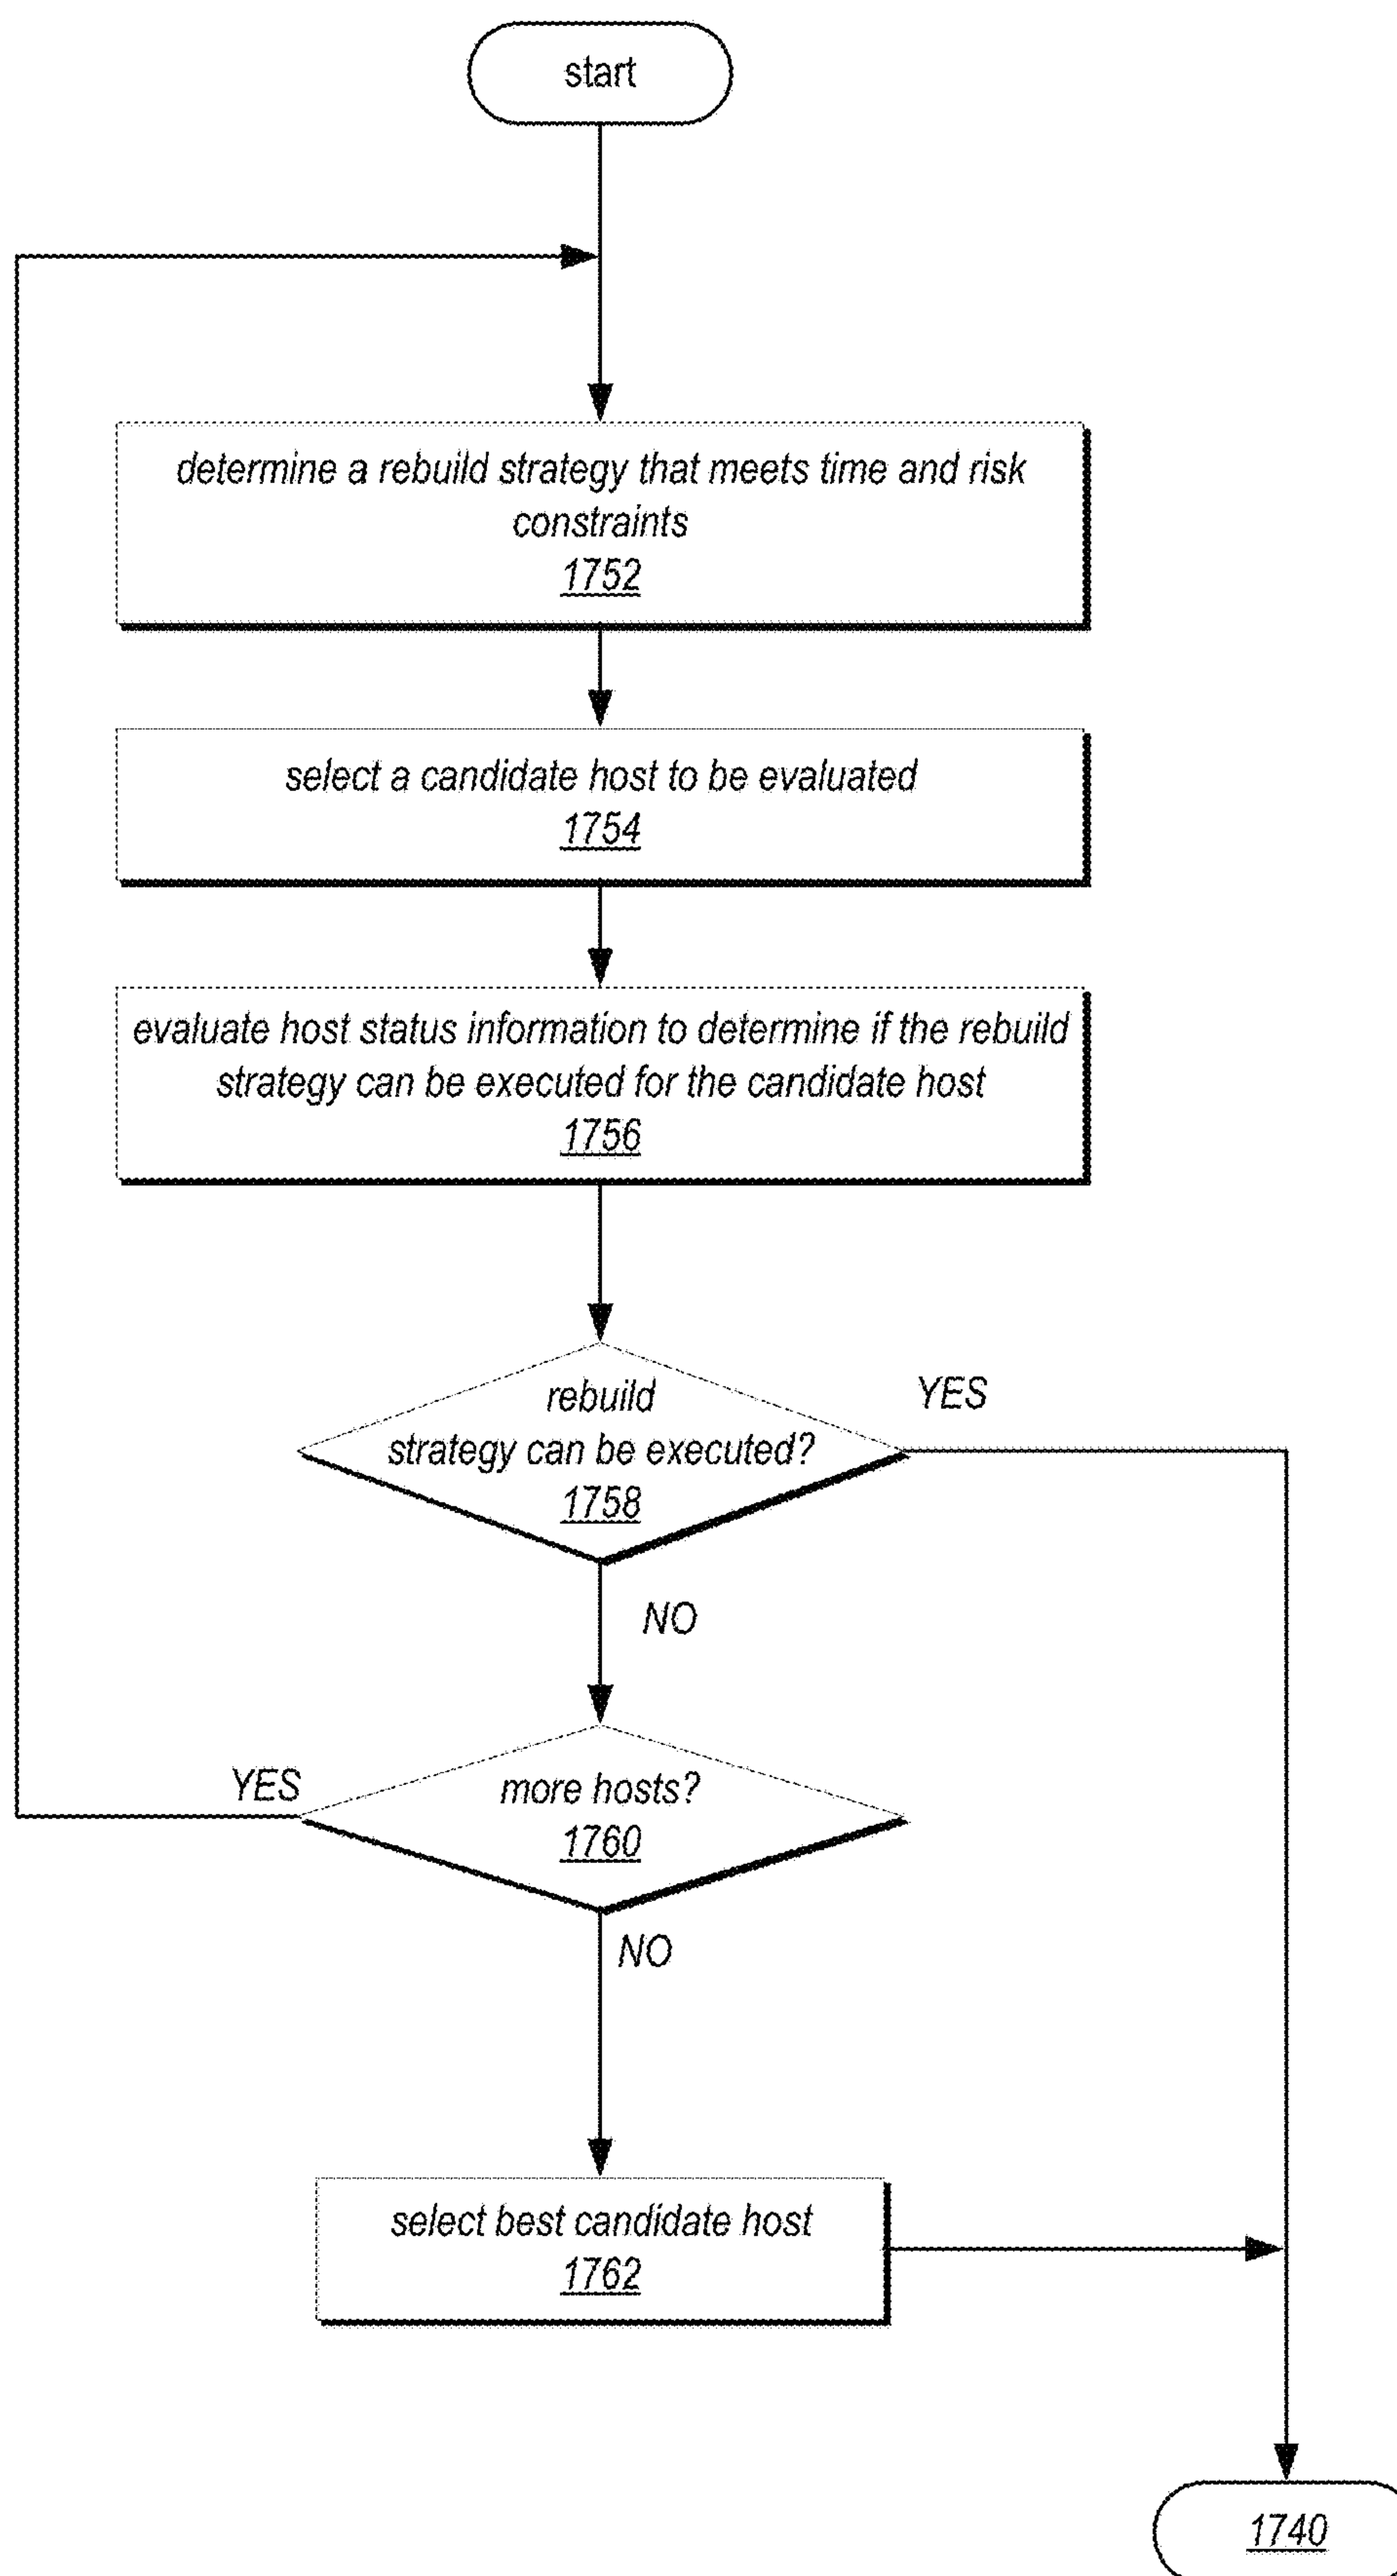 start
determine a rebuild strategy that meets time and risk
constraints
1752
select a candidate host to be evaluated
1754
evaluate host status information to determine if the rebuild
strategy can be executed for the candidate host
1756
rebuild
strategy can be executed?
1758
YES
NO
YES
more hosts?
1760
NO
select best candidate host
1762
1740